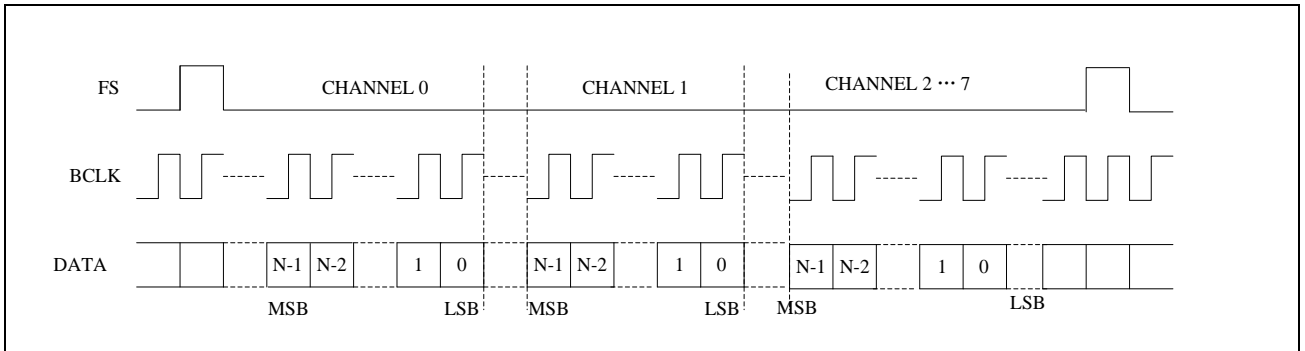 FS CHANNEL 0 CHANNEL 1 CHANNEL 2 ··· 7
BCLK
DATA N-1 N-2 1 0 N-1 N-2 1 0 N-1 N-2 1 0
MSB LSB MSB LSB MSB LSB